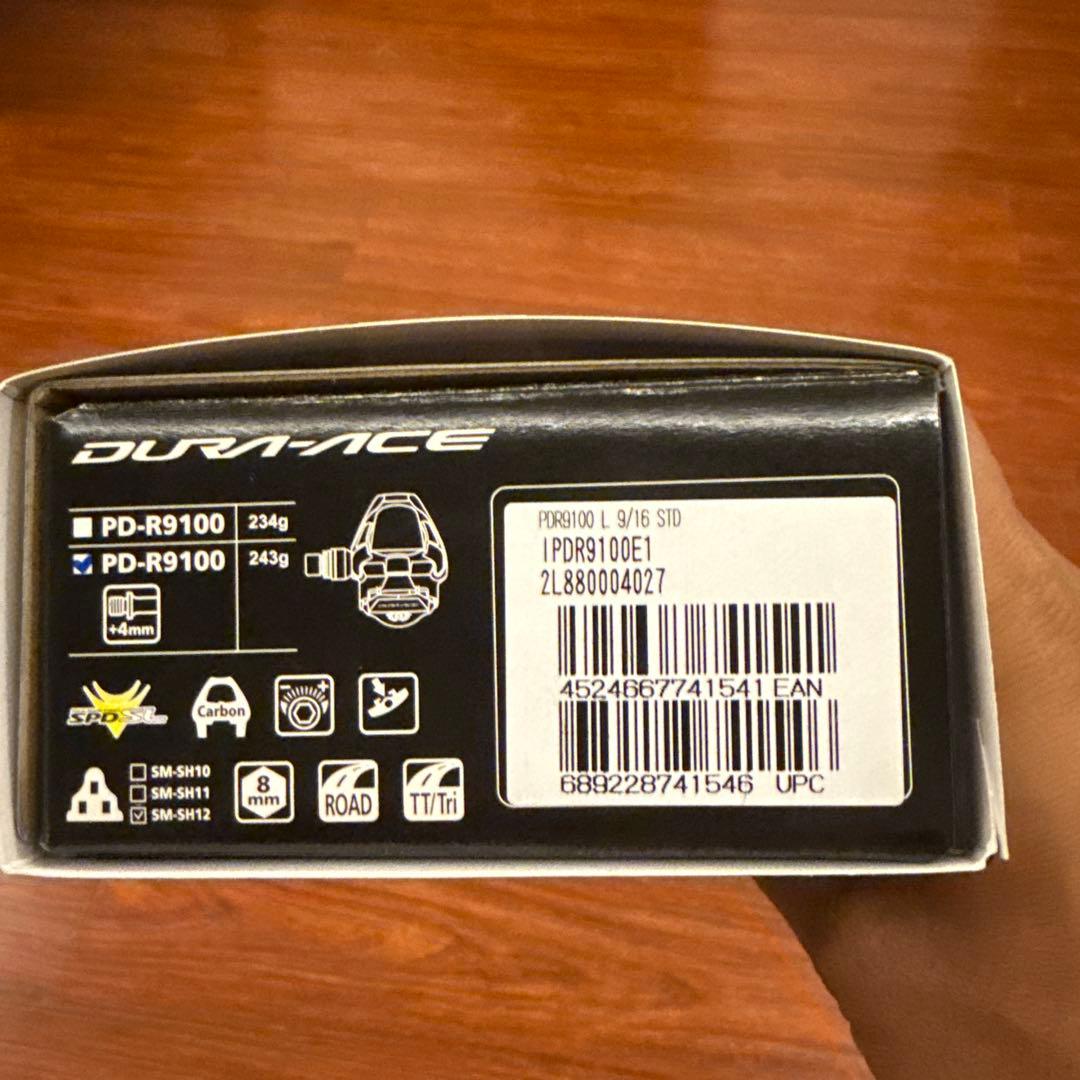 DURA-ACE
PD-R9100 234g
PD-R9100 243g
+4mm
SPD-SL
Carbon
- +
SM-SH10
SM-SH11
SM-SH12
8
mm
ROAD
TT/Tri
PDR9100 L 9/16 STD
IPDR9100E1
2L880004027
4524667741541 EAN
689228741546 UPC